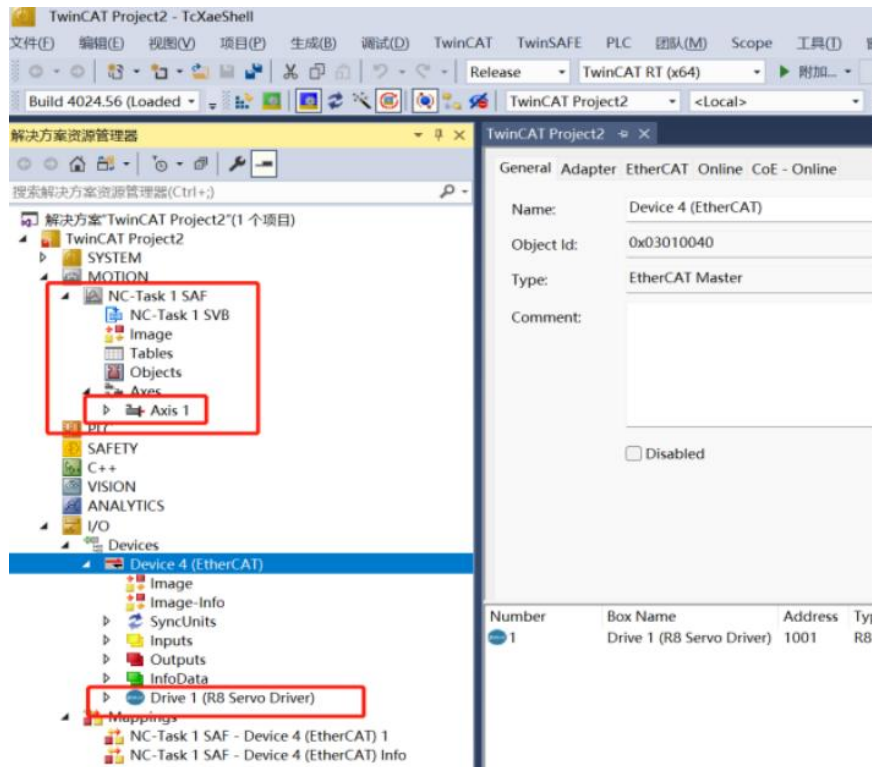 TwinCAT Project2 - TcXaeShell
文件(F) 编辑(E) 视图(V) 项目(P) 生成(B) 调试(D) TwinCAT TwinSAFE PLC 团队(M) Scope 工具(T)
Release TwinCAT RT (x64) 附加...
Build 4024.56 (Loaded TwinCAT Project2 <Local>
解决方案资源管理器
搜索解决方案资源管理器(Ctrl+;)
解决方案"TwinCAT Project2"(1 个项目)
TwinCAT Project2
SYSTEM
MOTION
NC-Task 1 SAF
NC-Task 1 SVB
Image
Tables
Objects
Axes
Axis 1
PLC
SAFETY
C++
VISION
ANALYTICS
I/O
Devices
Device 4 (EtherCAT)
Image
Image-Info
SyncUnits
Inputs
Outputs
InfoData
Drive 1 (R8 Servo Driver)
Mappings
NC-Task 1 SAF - Device 4 (EtherCAT) 1
NC-Task 1 SAF - Device 4 (EtherCAT) Info
TwinCAT Project2
General Adapter EtherCAT Online CoE - Online
Name: Device 4 (EtherCAT)
Object Id: 0x03010040
Type: EtherCAT Master
Comment:
Disabled
Number Box Name Address Ty
1 Drive 1 (R8 Servo Driver) 1001 R8